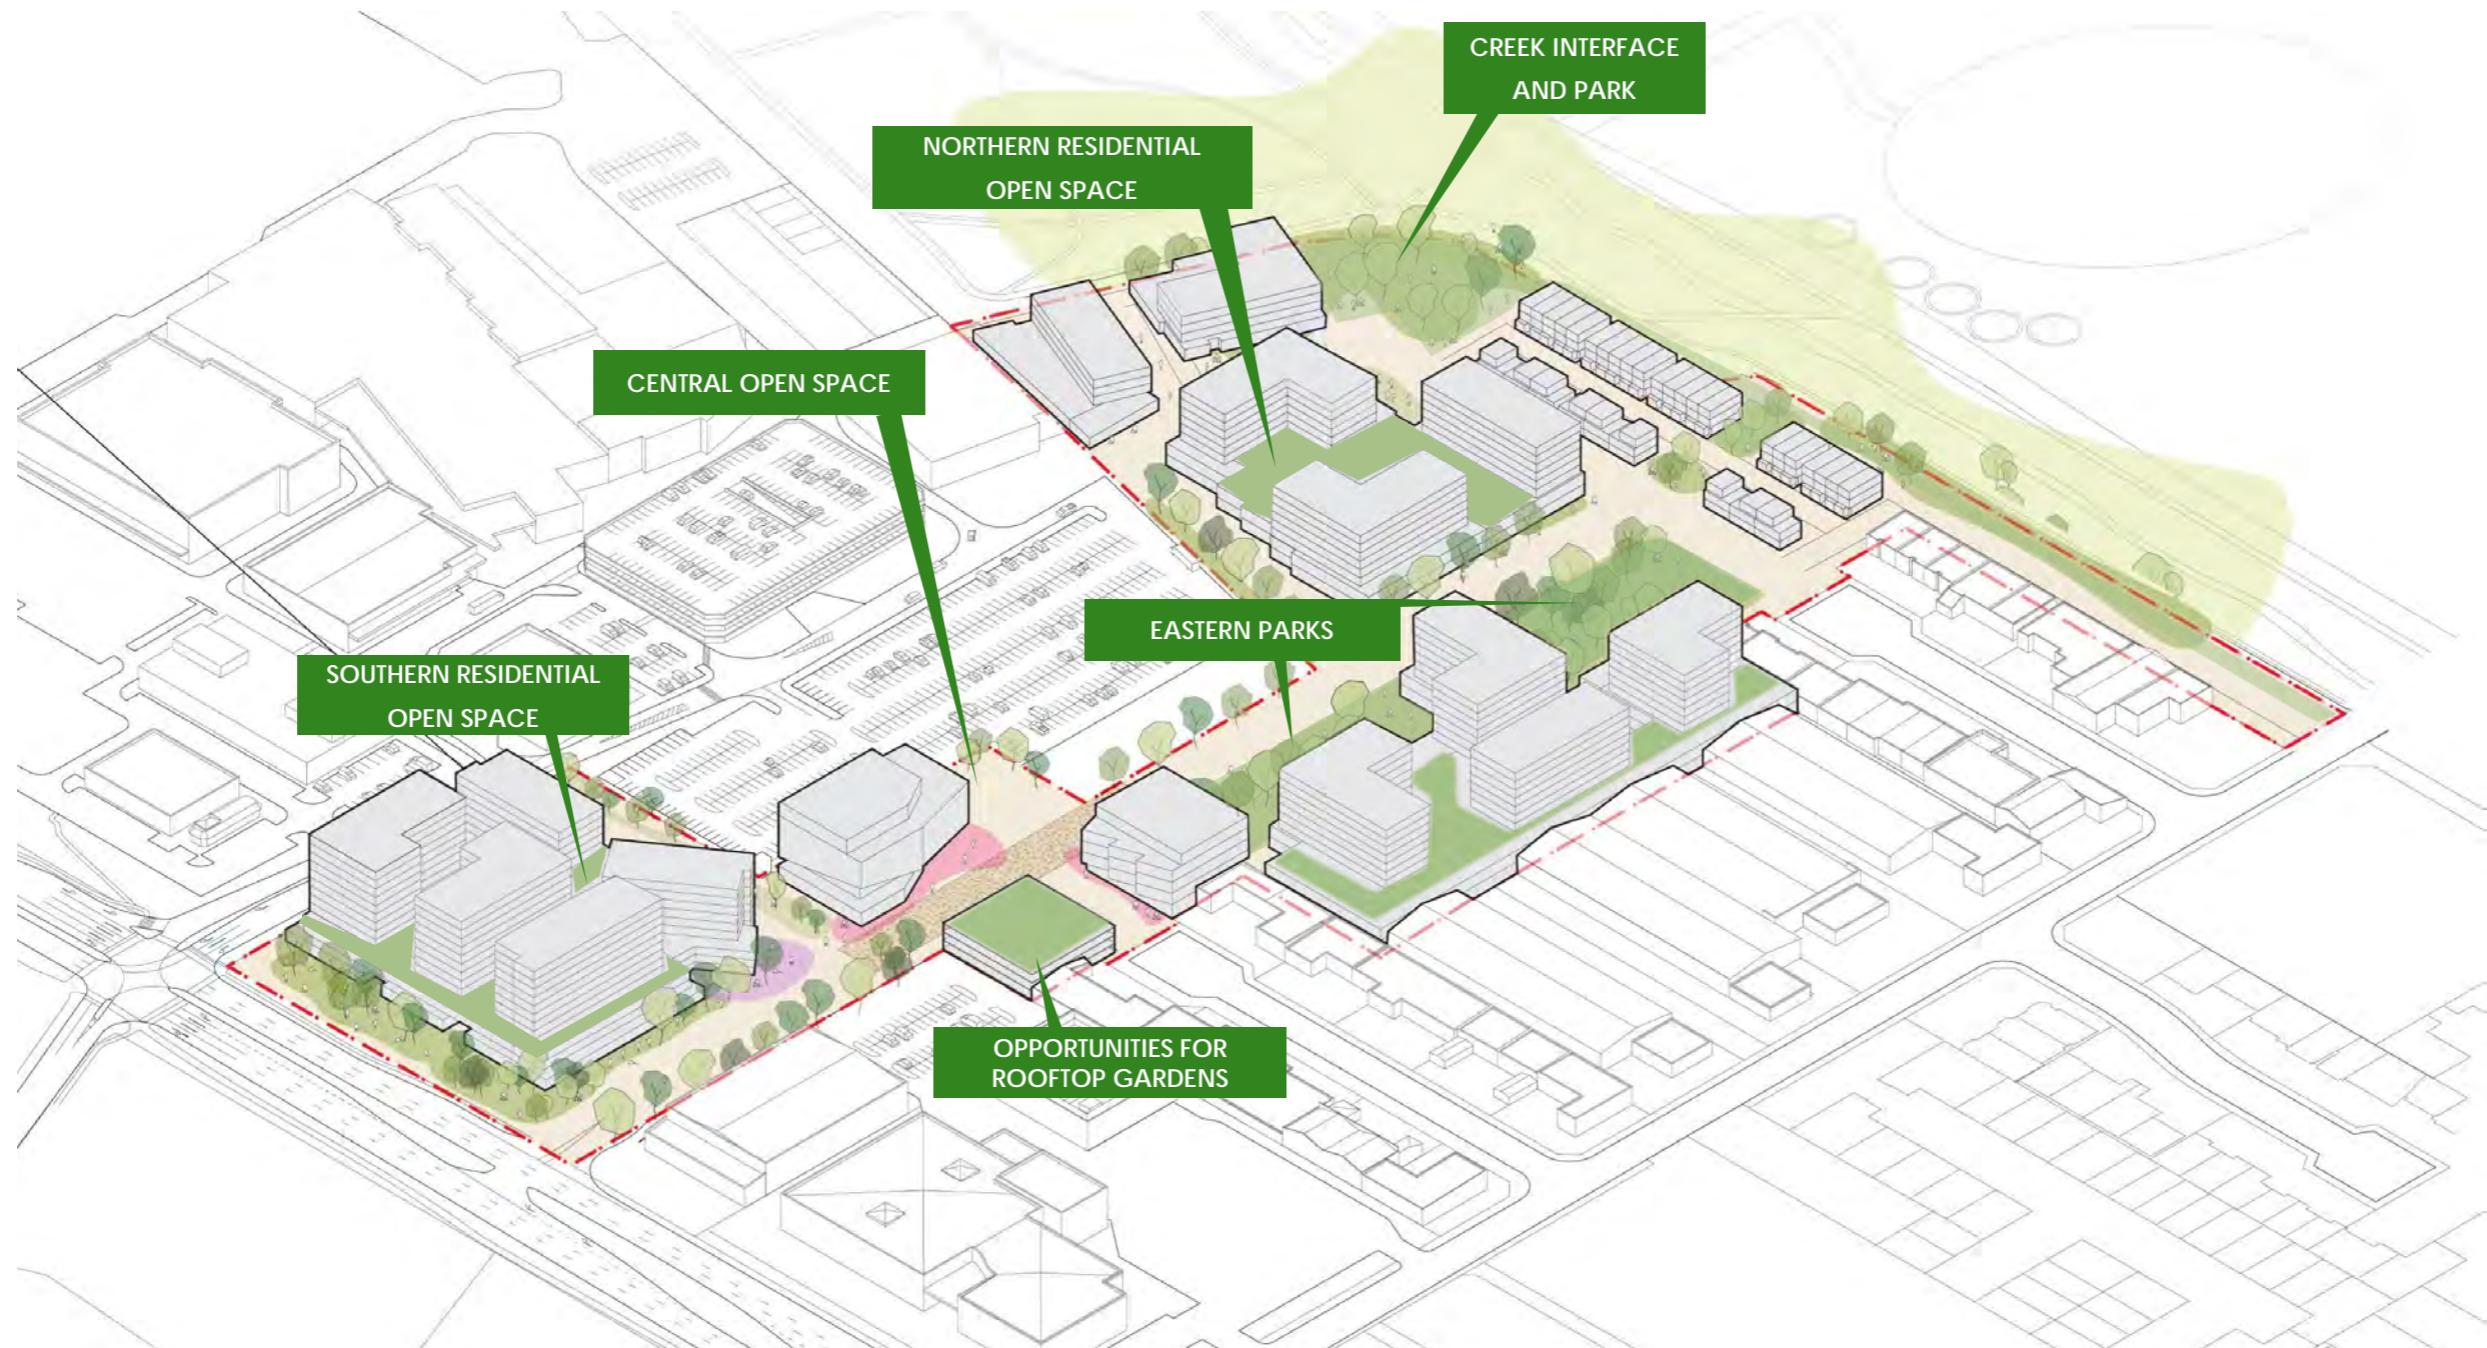 CREEK INTERFACE
AND PARK
NORTHERN RESIDENTIAL
OPEN SPACE
CENTRAL OPEN SPACE
EASTERN PARKS
SOUTHERN RESIDENTIAL
OPEN SPACE
OPPORTUNITIES FOR
ROOFTOP GARDENS